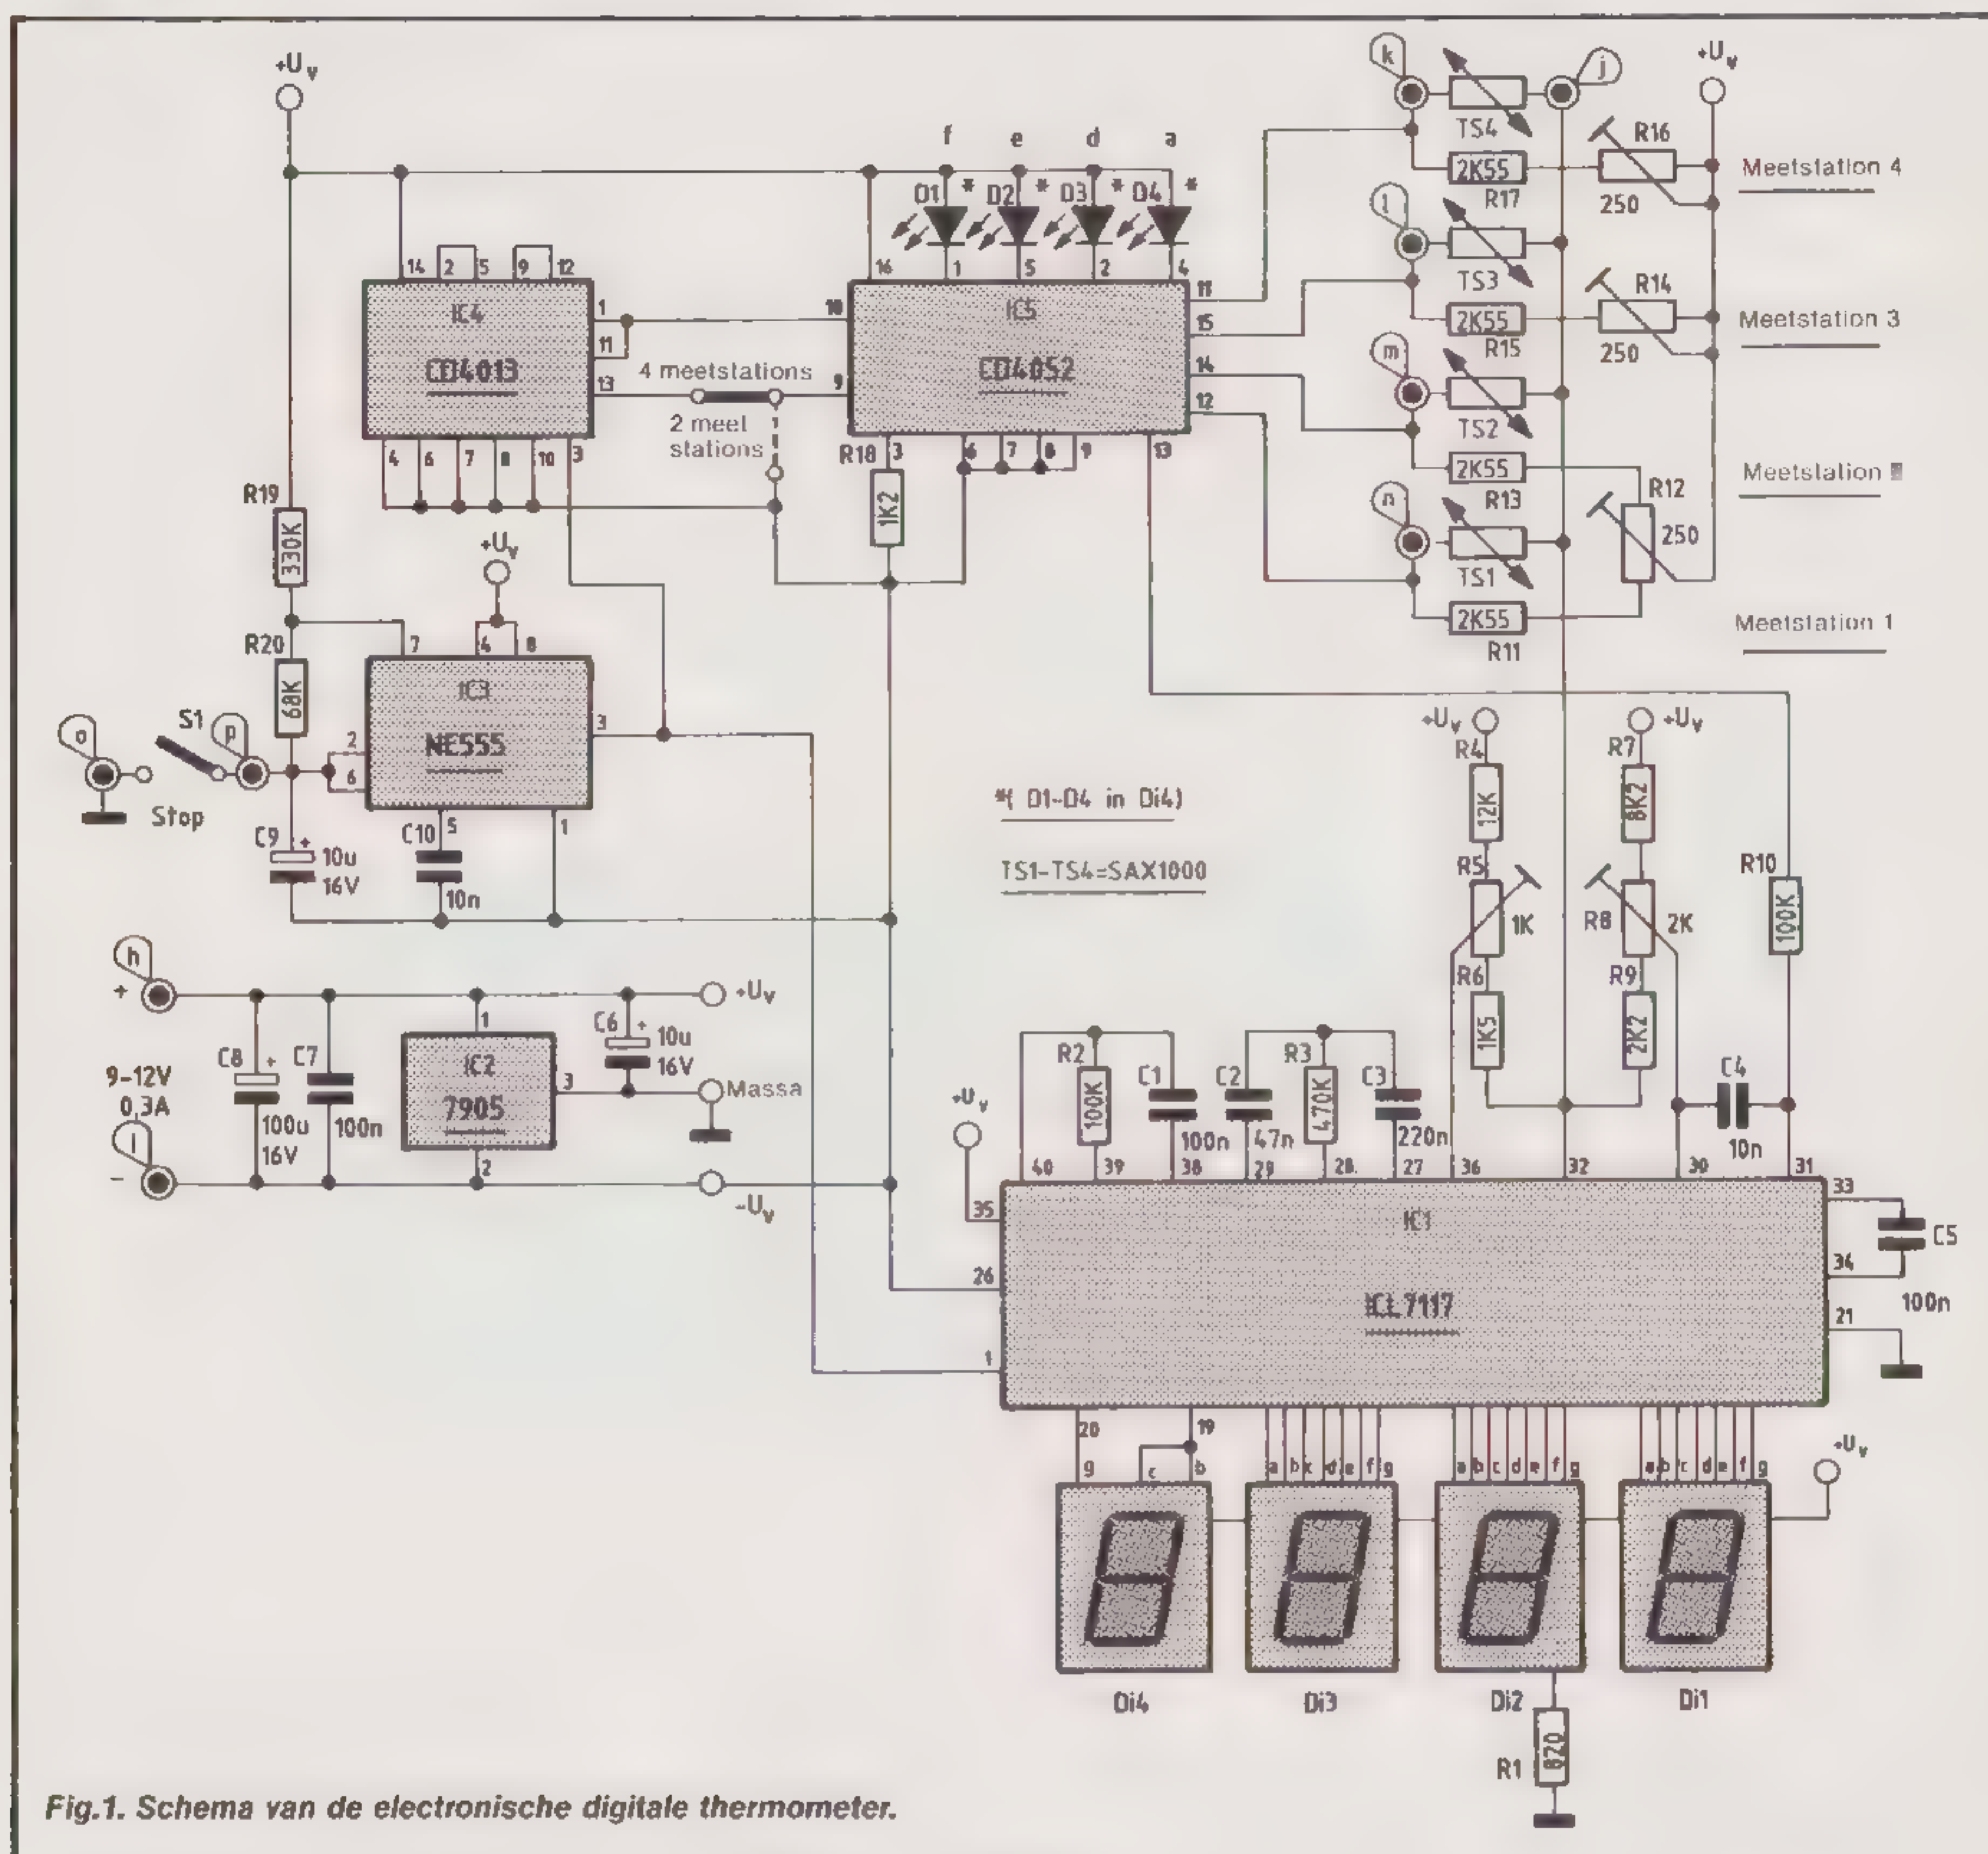 +Uv
k
j
+Uv
f e d a
TS4
R16
D1 * D2 * D3 * D4 *
2K55
250
Meetstation 4
R17
l
14 2 5 9 12
16 1 5 2 4
TS3
R14
IC4
IC5
1
11
10
11
15
2K55
250
Meetstation 3
R15
CD4013
CD4052
m
4 meetstations
13
9
14
12
TS2
2 meet
stations
4 6 7 8 10 3
R18 3 6 7 8 9
13
2K55
R13
R12
Meetstation
R19
1K2
n
250
330K
+Uv
TS1
2K55
R11
Meetstation 1
R20
7 4 8
68K
IC3
o
S1
p
2
6
NE555
3
+Uv
R4
R7
+Uv
Stop
*( D1-D4 in Di4)
12K
8K2
C9 +
10u
16V
C10
5
1
10n
TS1-TS4=SAX1000
R5
1K
R8
2K
R10
100K
h
+
+Uv
R6
R9
1K5
2K2
1
C6 +
10u
16V
C8 +
C7
IC2
7905
3
Massa
9-12V
0,3A
100u
16V
100n
2
i
-
-Uv
+Uv
R2
100K
C1
100n
C2
47n
R3
470K
C3
220n
C4
10n
40 39 38 29 28 27 36 32 30 31
33
35
IC1
C5
26
34
ICL7117
100n
21
1
20
19
g c b
a b c d e f g
a b c d e f g
a b c d e f g
+Uv
Di4
Di3
Di2
Di1
R1
820
Fig.1. Schema van de electronische digitale thermometer.